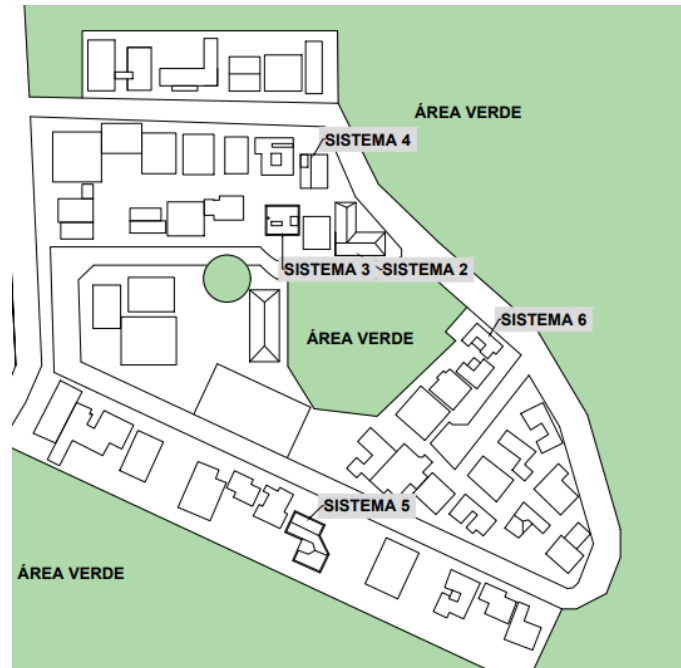 ÁREA VERDE
SISTEMA 4
SISTEMA 3
SISTEMA 2
SISTEMA 6
ÁREA VERDE
SISTEMA 5
ÁREA VERDE